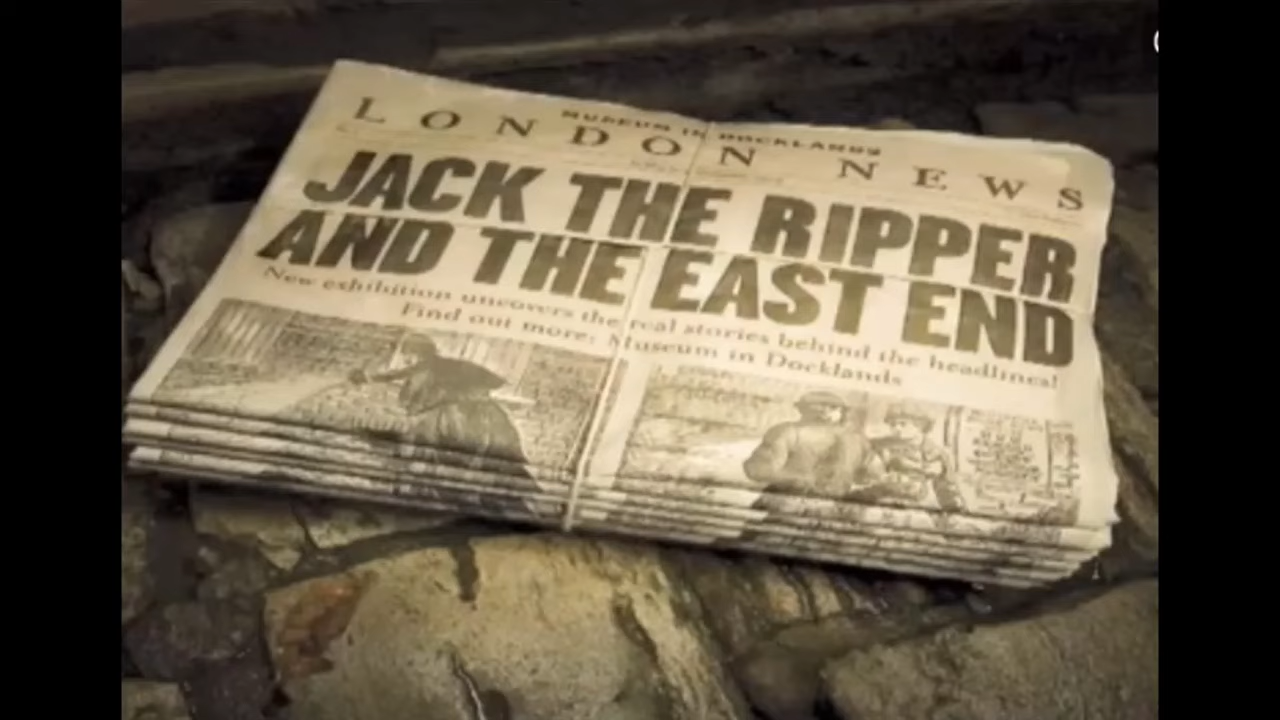 MUSEUM IN DOCKLANDS
LONDON NEWS
JACK THE RIPPER
AND THE EAST END
New exhibition uncovers the real stories behind the headlines!
Find out more: Museum in Docklands